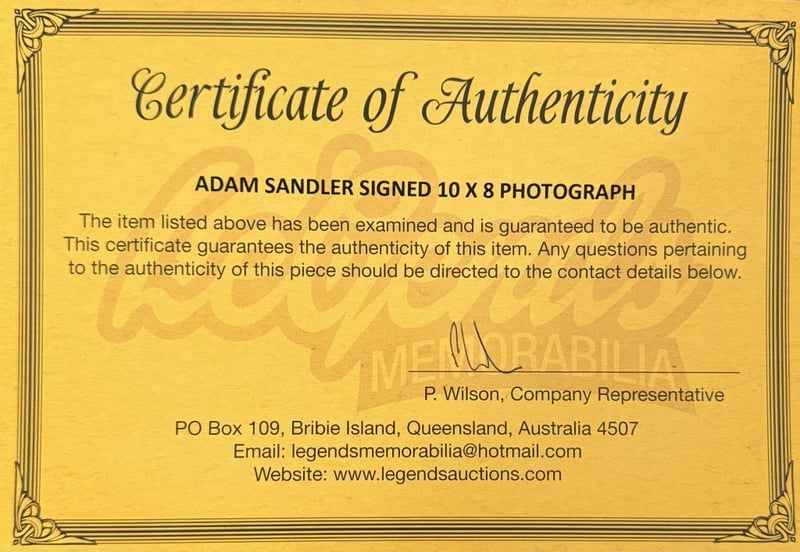 Certificate of Authenticity
ADAM SANDLER SIGNED 10 X 8 PHOTOGRAPH
The item listed above has been examined and is guaranteed to be authentic.
This certificate guarantees the authenticity of this item. Any questions pertaining
to the authenticity of this piece should be directed to the contact details below.
Legends
MEMORABILIA
P. Wilson, Company Representative
PO Box 109, Bribie Island, Queensland, Australia 4507
Email: legendsmemorabilia@hotmail.com
Website: www.legendsauctions.com